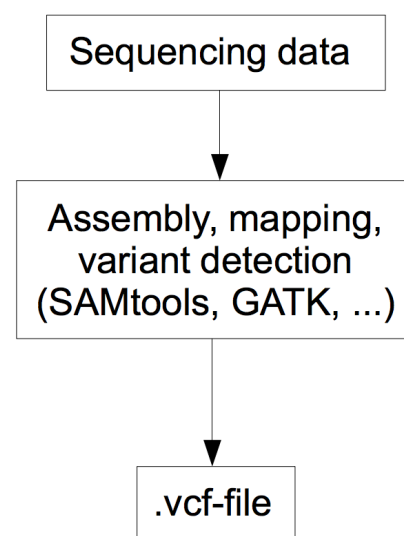 Sequencing data
Assembly, mapping,
variant detection
(SAMtools, GATK, ...)
.vcf-file